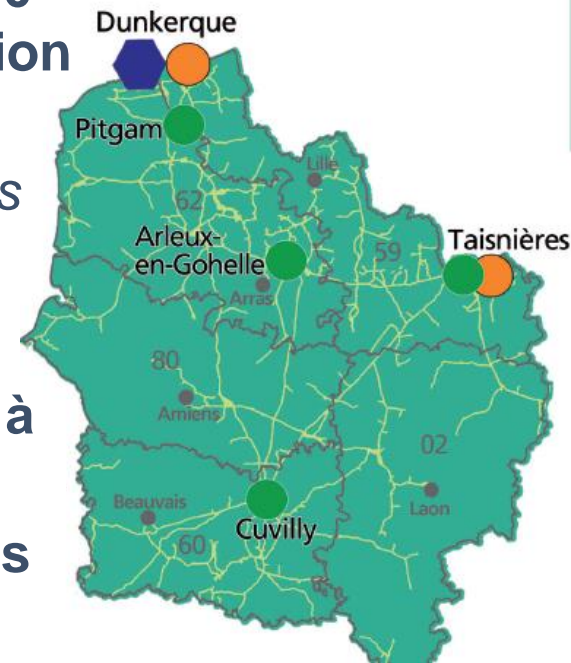 Dunkerque
ion
Pitgam
s
Lille
62
Arleux-
en-Gohelle
59
Taisnières
Arras
80
Amiens
à
02
Beauvais
Laon
Cuvilly
s
60